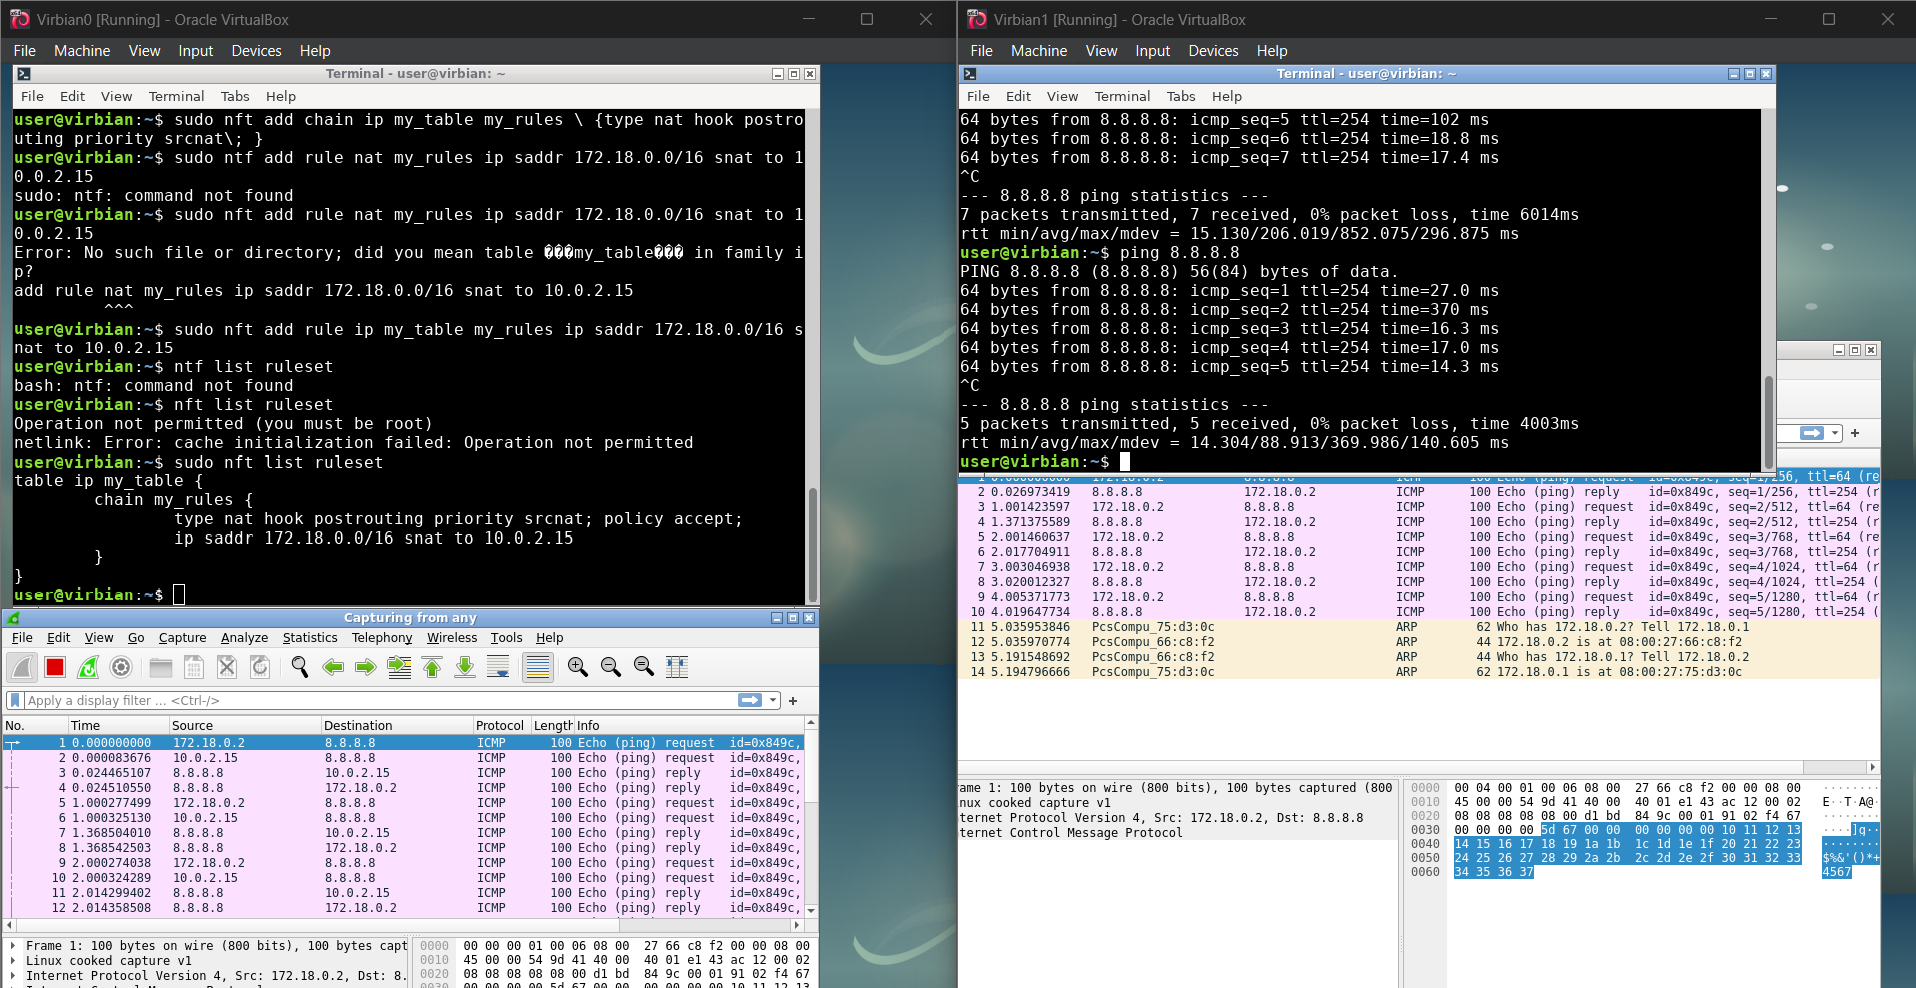 Virbian0 [Running] - Oracle VirtualBox
File Machine View Input Devices Help
Terminal - user@virbian: ~
File Edit View Terminal Tabs Help
user@virbian:~$ sudo nft add chain ip my_table my_rules \ {type nat hook postro
uting priority srcnat\; }
user@virbian:~$ sudo ntf add rule nat my_rules ip saddr 172.18.0.0/16 snat to 1
0.0.2.15
sudo: ntf: command not found
user@virbian:~$ sudo nft add rule nat my_rules ip saddr 172.18.0.0/16 snat to 1
0.0.2.15
Error: No such file or directory; did you mean table ���my_table��� in family i
p?
add rule nat my_rules ip saddr 172.18.0.0/16 snat to 10.0.2.15
         ^^^
user@virbian:~$ sudo nft add rule ip my_table my_rules ip saddr 172.18.0.0/16 s
nat to 10.0.2.15
user@virbian:~$ ntf list ruleset
bash: ntf: command not found
user@virbian:~$ nft list ruleset
Operation not permitted (you must be root)
netlink: Error: cache initialization failed: Operation not permitted
user@virbian:~$ sudo nft list ruleset
table ip my_table {
        chain my_rules {
                type nat hook postrouting priority srcnat; policy accept;
                ip saddr 172.18.0.0/16 snat to 10.0.2.15
        }
}
user@virbian:~$
Capturing from any
File Edit View Go Capture Analyze Statistics Telephony Wireless Tools Help
Apply a display filter ... <Ctrl-/>
No. Time Source Destination Protocol Length Info
1 0.000000000 172.18.0.2 8.8.8.8 ICMP 100 Echo (ping) request id=0x849c,
2 0.000083676 10.0.2.15 8.8.8.8 ICMP 100 Echo (ping) request id=0x849c,
3 0.024465107 8.8.8.8 10.0.2.15 ICMP 100 Echo (ping) reply id=0x849c,
4 0.024510550 8.8.8.8 172.18.0.2 ICMP 100 Echo (ping) reply id=0x849c,
5 1.000277499 172.18.0.2 8.8.8.8 ICMP 100 Echo (ping) request id=0x849c,
6 1.000325130 10.0.2.15 8.8.8.8 ICMP 100 Echo (ping) request id=0x849c,
7 1.368504010 8.8.8.8 10.0.2.15 ICMP 100 Echo (ping) reply id=0x849c,
8 1.368542503 8.8.8.8 172.18.0.2 ICMP 100 Echo (ping) reply id=0x849c,
9 2.000274038 172.18.0.2 8.8.8.8 ICMP 100 Echo (ping) request id=0x849c,
10 2.000324289 10.0.2.15 8.8.8.8 ICMP 100 Echo (ping) request id=0x849c,
11 2.014299402 8.8.8.8 10.0.2.15 ICMP 100 Echo (ping) reply id=0x849c,
12 2.014358508 8.8.8.8 172.18.0.2 ICMP 100 Echo (ping) reply id=0x849c,
Frame 1: 100 bytes on wire (800 bits), 100 bytes capt
Linux cooked capture v1
Internet Protocol Version 4, Src: 172.18.0.2, Dst: 8.
0000 00 00 00 01 00 06 08 00 27 66 c8 f2 00 00 08 00
0010 45 00 00 54 9d 41 40 00 40 01 e1 43 ac 12 00 02
0020 08 08 08 08 08 00 d1 bd 84 9c 00 01 91 02 f4 67
Virbian1 [Running] - Oracle VirtualBox
File Machine View Input Devices Help
Terminal - user@virbian: ~
File Edit View Terminal Tabs Help
64 bytes from 8.8.8.8: icmp_seq=5 ttl=254 time=102 ms
64 bytes from 8.8.8.8: icmp_seq=6 ttl=254 time=18.8 ms
64 bytes from 8.8.8.8: icmp_seq=7 ttl=254 time=17.4 ms
^C
--- 8.8.8.8 ping statistics ---
7 packets transmitted, 7 received, 0% packet loss, time 6014ms
rtt min/avg/max/mdev = 15.130/206.019/852.075/296.875 ms
user@virbian:~$ ping 8.8.8.8
PING 8.8.8.8 (8.8.8.8) 56(84) bytes of data.
64 bytes from 8.8.8.8: icmp_seq=1 ttl=254 time=27.0 ms
64 bytes from 8.8.8.8: icmp_seq=2 ttl=254 time=370 ms
64 bytes from 8.8.8.8: icmp_seq=3 ttl=254 time=16.3 ms
64 bytes from 8.8.8.8: icmp_seq=4 ttl=254 time=17.0 ms
64 bytes from 8.8.8.8: icmp_seq=5 ttl=254 time=14.3 ms
^C
--- 8.8.8.8 ping statistics ---
5 packets transmitted, 5 received, 0% packet loss, time 4003ms
rtt min/avg/max/mdev = 14.304/88.913/369.986/140.605 ms
user@virbian:~$
1 0.000000000 172.18.0.2 8.8.8.8 ICMP 100 Echo (ping) request id=0x849c, seq=1/256, ttl=64 (re
2 0.026973419 8.8.8.8 172.18.0.2 ICMP 100 Echo (ping) reply id=0x849c, seq=1/256, ttl=254 (r
3 1.001423597 172.18.0.2 8.8.8.8 ICMP 100 Echo (ping) request id=0x849c, seq=2/512, ttl=64 (re
4 1.371375589 8.8.8.8 172.18.0.2 ICMP 100 Echo (ping) reply id=0x849c, seq=2/512, ttl=254 (r
5 2.001460637 172.18.0.2 8.8.8.8 ICMP 100 Echo (ping) request id=0x849c, seq=3/768, ttl=64 (re
6 2.017704911 8.8.8.8 172.18.0.2 ICMP 100 Echo (ping) reply id=0x849c, seq=3/768, ttl=254 (r
7 3.003046938 172.18.0.2 8.8.8.8 ICMP 100 Echo (ping) request id=0x849c, seq=4/1024, ttl=64 (
8 3.020012327 8.8.8.8 172.18.0.2 ICMP 100 Echo (ping) reply id=0x849c, seq=4/1024, ttl=254 (
9 4.005371773 172.18.0.2 8.8.8.8 ICMP 100 Echo (ping) request id=0x849c, seq=5/1280, ttl=64 (
10 4.019647734 8.8.8.8 172.18.0.2 ICMP 100 Echo (ping) reply id=0x849c, seq=5/1280, ttl=254 (
11 5.035953846 PcsCompu_75:d3:0c ARP 62 Who has 172.18.0.2? Tell 172.18.0.1
12 5.035970774 PcsCompu_66:c8:f2 ARP 44 172.18.0.2 is at 08:00:27:66:c8:f2
13 5.191548692 PcsCompu_66:c8:f2 ARP 44 Who has 172.18.0.1? Tell 172.18.0.2
14 5.194796666 PcsCompu_75:d3:0c ARP 62 172.18.0.1 is at 08:00:27:75:d3:0c
rame 1: 100 bytes on wire (800 bits), 100 bytes captured (800
inux cooked capture v1
nternet Protocol Version 4, Src: 172.18.0.2, Dst: 8.8.8.8
nternet Control Message Protocol
0000 00 04 00 01 00 06 08 00 27 66 c8 f2 00 00 08 00 ········
0010 45 00 00 54 9d 41 40 00 40 01 e1 43 ac 12 00 02 E··T·A@·
0020 08 08 08 08 08 00 d1 bd 84 9c 00 01 91 02 f4 67 ········
0030 00 00 00 00 5d 67 00 00 00 00 00 00 10 11 12 13 ····]g··
0040 14 15 16 17 18 19 1a 1b 1c 1d 1e 1f 20 21 22 23 ········
0050 24 25 26 27 28 29 2a 2b 2c 2d 2e 2f 30 31 32 33 $%&'()*+
0060 34 35 36 37 4567